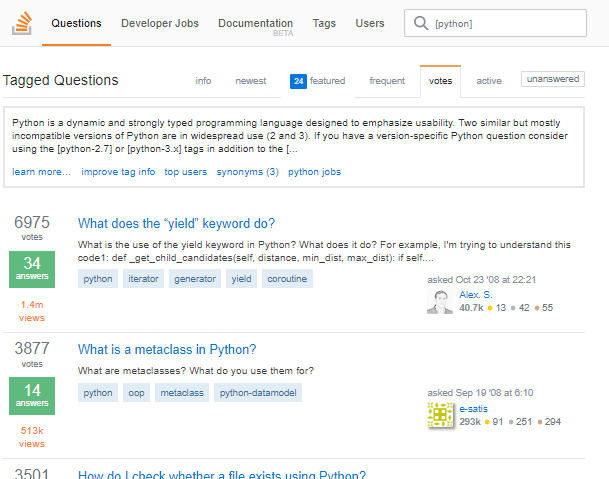 Questions Developer Jobs Documentation Tags Users [python]
BETA
Tagged Questions info newest 24 featured frequent votes active unanswered
Python is a dynamic and strongly typed programming language designed to emphasize usability. Two similar but mostly
incompatible versions of Python are in widespread use (2 and 3). If you have a version-specific Python question consider
using the [python-2.7] or [python-3.x] tags in addition to the [...
learn more... improve tag info top users synonyms (3) python jobs
6975
votes
34
answers
1.4m
views
What does the “yield” keyword do?
What is the use of the yield keyword in Python? What does it do? For example, I'm trying to understand this
code1: def _get_child_candidates(self, distance, min_dist, max_dist): if self....
python iterator generator yield coroutine
asked Oct 23 '08 at 22:21
Alex. S.
40.7k 13 42 55
3877
votes
14
answers
513k
views
What is a metaclass in Python?
What are metaclasses? What do you use them for?
python oop metaclass python-datamodel
asked Sep 19 '08 at 6:10
e-satis
293k 91 251 294
3501
How do I check whether a file exists using Python?